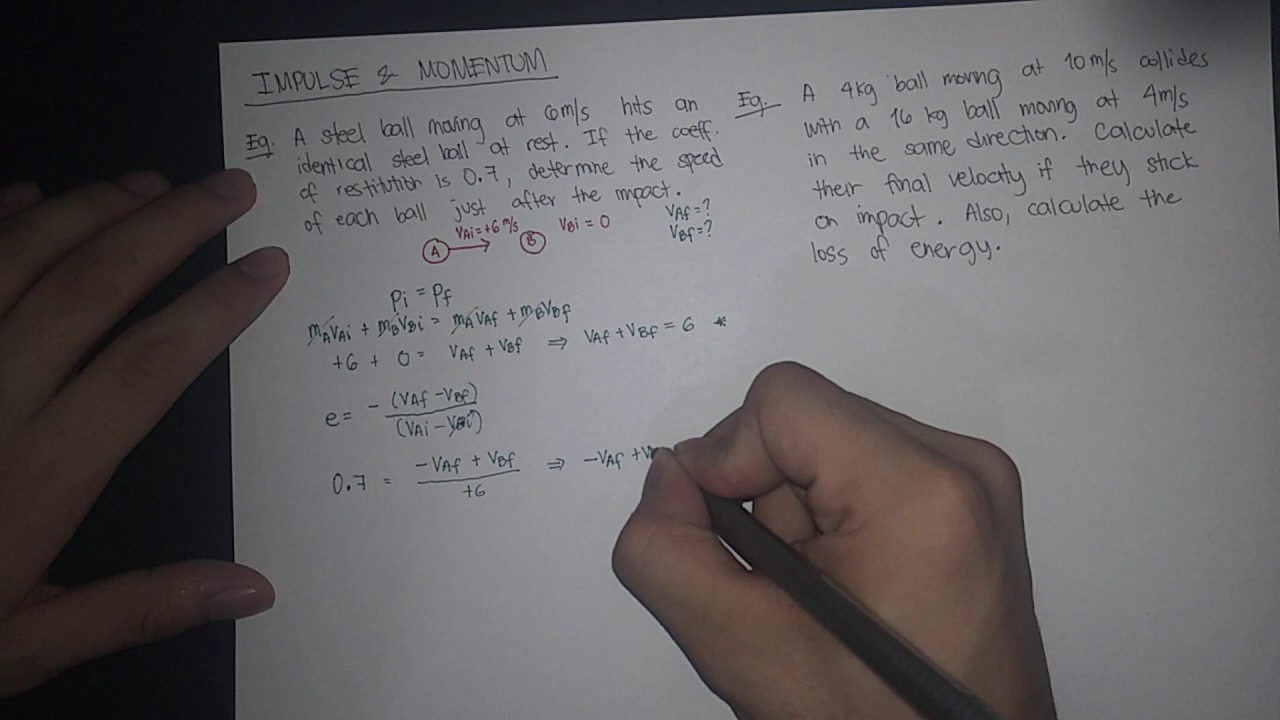 IMPULSE & MOMENTUM
Eg. A steel ball moving at 6m/s hits an
identical steel ball at rest. If the coeff.
of restitution is 0.7, determine the speed
of each ball just after the impact.
VAi=+6 m/s VBi = 0 VAf = ?
A B VBf = ?
Pi = Pf
mAVAi + mBVBi = mAVAf + mBVBf
+6 + 0 = VAf + VBf ⇒ VAf + VBf = 6 *
e = - (VAf - VBf) / (VAi - VBi)
0.7 = -VAf + VBf / +6 ⇒ -VAf + V
Eg. A 4kg ball moving at 10m/s collides
with a 16 kg ball moving at 4m/s
in the same direction. Calculate
their final velocity if they stick
on impact. Also, calculate the
loss of energy.